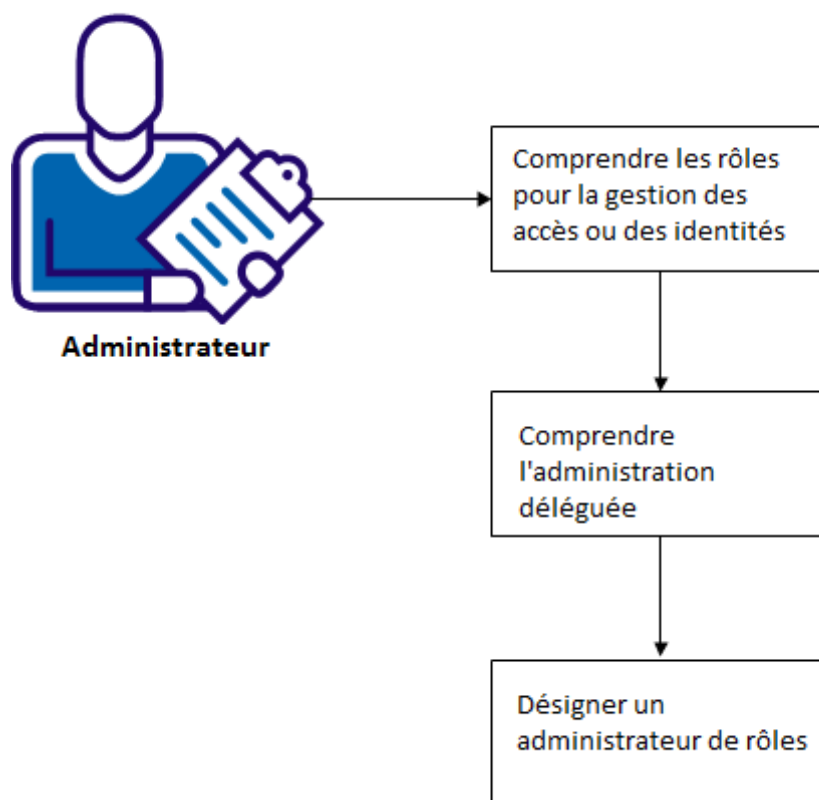 Administrateur
Comprendre les rôles
pour la gestion des
accès ou des identités
Comprendre
l'administration
déléguée
Désigner un
administrateur de rôles